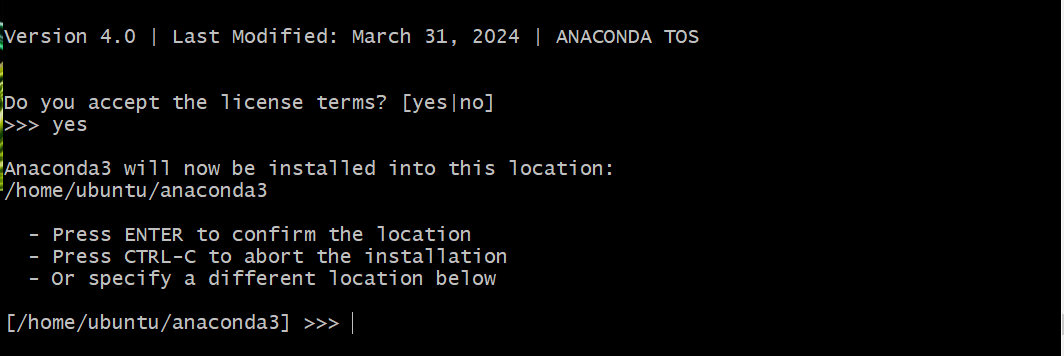 Version 4.0 | Last Modified: March 31, 2024 | ANACONDA TOS
Do you accept the license terms? [yes|no]
>>> yes
Anaconda3 will now be installed into this location:
/home/ubuntu/anaconda3
- Press ENTER to confirm the location
- Press CTRL-C to abort the installation
- Or specify a different location below
[/home/ubuntu/anaconda3] >>>